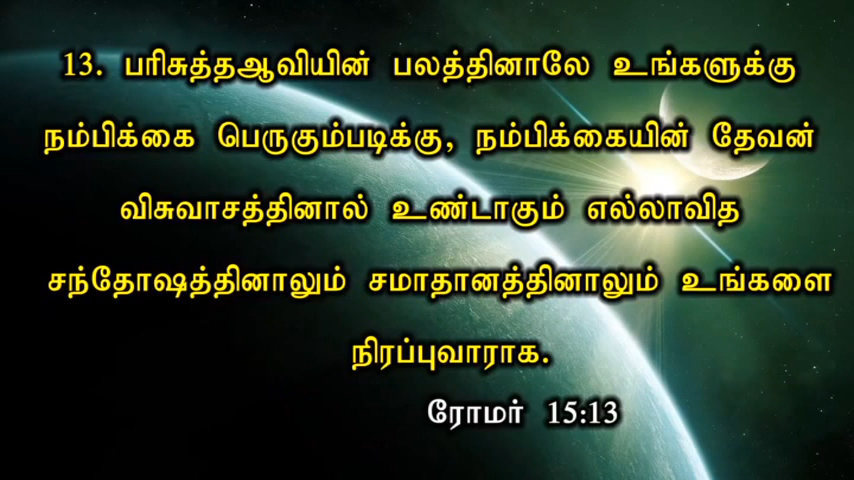 13. பரிசுத்தஆவியின் பலத்தினாலே உங்களுக்கு
நம்பிக்கை பெருகும்படிக்கு, நம்பிக்கையின் தேவன்
விசுவாசத்தினால் உண்டாகும் எல்லாவித
சந்தோஷத்தினாலும் சமாதானத்தினாலும் உங்களை
நிரப்புவாராக.
ரோமர் 15:13